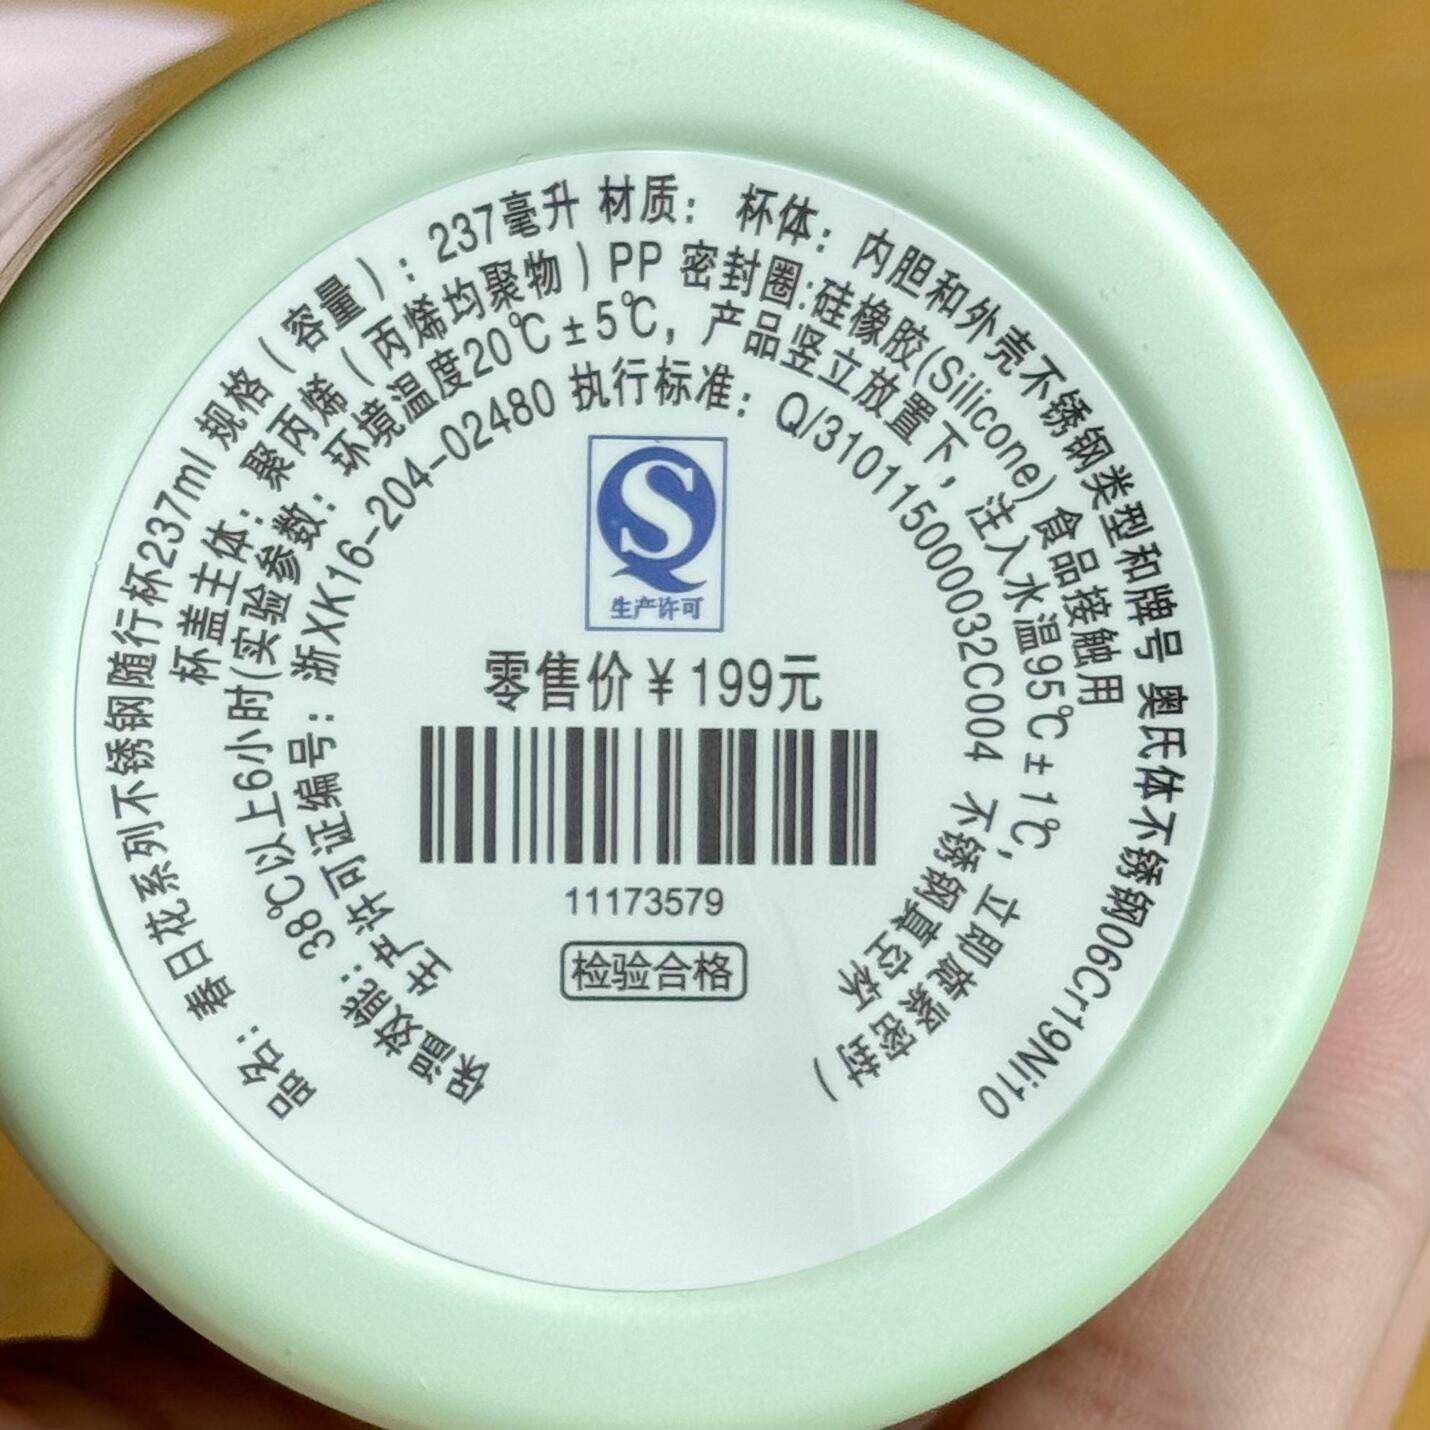 品名:：春日花系列不锈钢随行杯237ml 规格(容量)：237毫升 材质： 杯体：内胆和外壳不锈钢类型和牌号 奥氏体不锈钢06Cr19Ni10
杯盖主体：聚丙烯(丙烯均聚物)PP 密封圈:硅橡胶(Silicone) 食品接触用
保温效能：38℃以上6小时(实验参数：环境温度20℃±5℃，产品竖立放置下，注入水温95℃±1℃，立即旋紧密封)
生产许可证编号：浙XK16-204-02480 执行标准：Q/31011500032C004 不锈钢真空杯
S
生产许可
零售价￥199元
11173579
检验合格